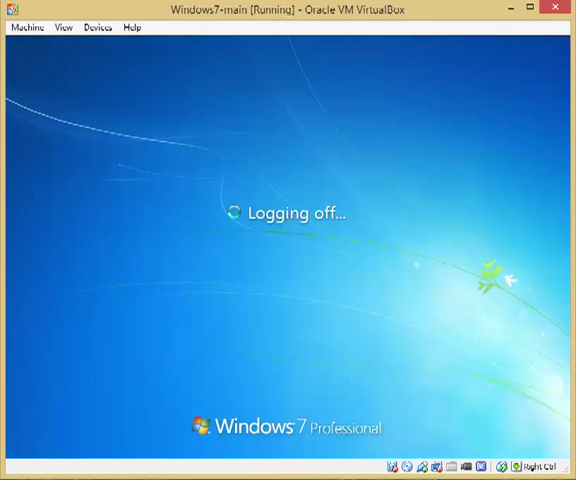 Windows7-main [Running] - Oracle VM VirtualBox
Machine View Devices Help
Logging off...
Windows 7 Professional
Right Ctrl